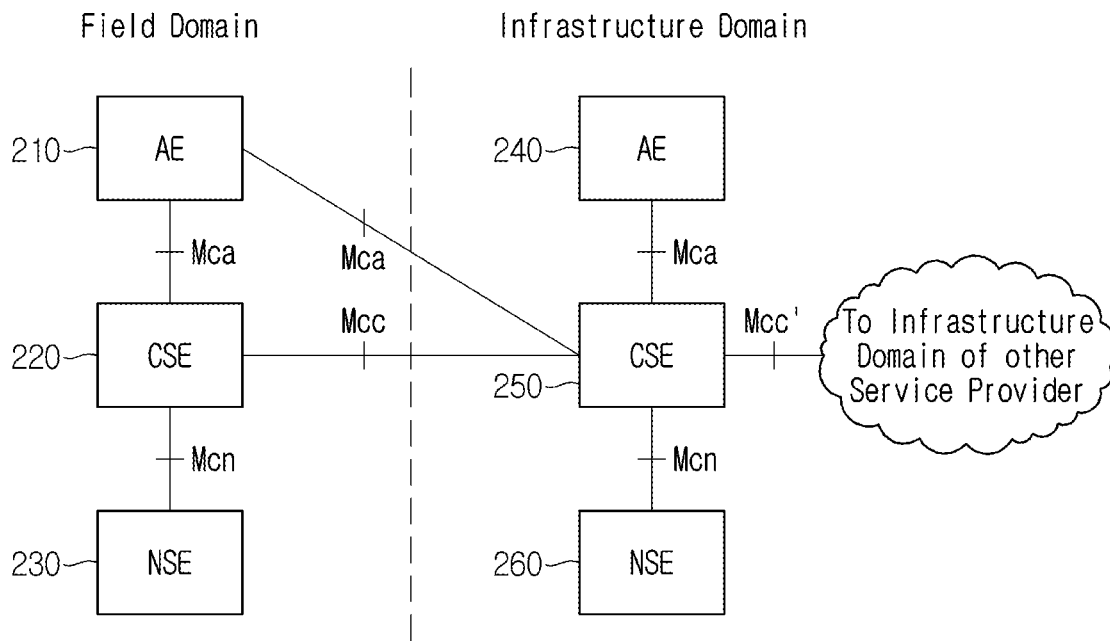 Field Domain
Infrastructure Domain
210
AE
240
AE
Mca
Mca
Mca
Mcc
Mcc'
220
CSE
250
CSE
To Infrastructure
Domain of other
Service Provider
Mcn
Mcn
230
NSE
260
NSE